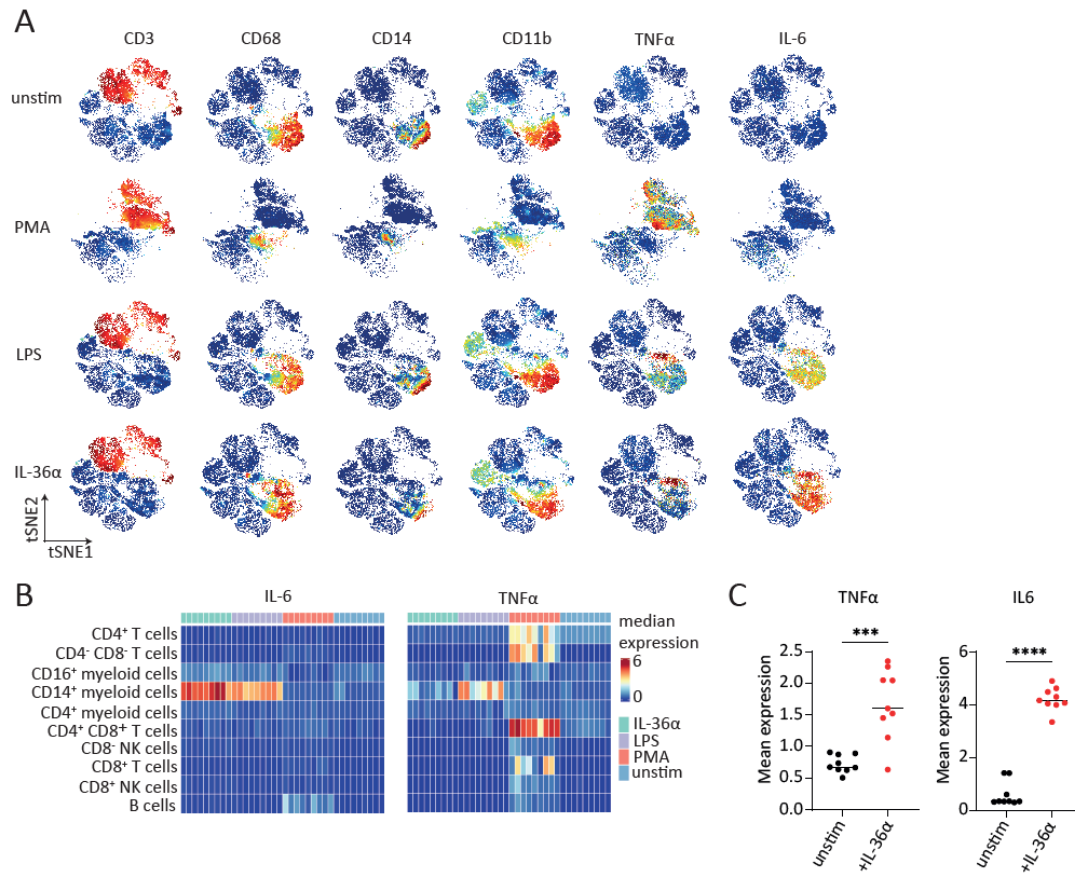 A
CD3 CD68 CD14 CD11b TNFα IL-6
unstim
PMA
LPS
IL-36α
tSNE2
tSNE1
B
IL-6 TNFα
median
expression
6
0
CD4⁺ T cells
CD4⁻ CD8⁻ T cells
CD16⁺ myeloid cells
CD14⁺ myeloid cells
CD4⁺ myeloid cells
CD4⁺ CD8⁺ T cells
CD8⁻ NK cells
CD8⁺ T cells
CD8⁺ NK cells
B cells
IL-36α
LPS
PMA
unstim
C
TNFα
***
Mean expression
2.5
2.0
1.5
1.0
0.5
0.0
unstim
+IL-36α
IL6
****
Mean expression
6
4
2
0
unstim
+IL-36α